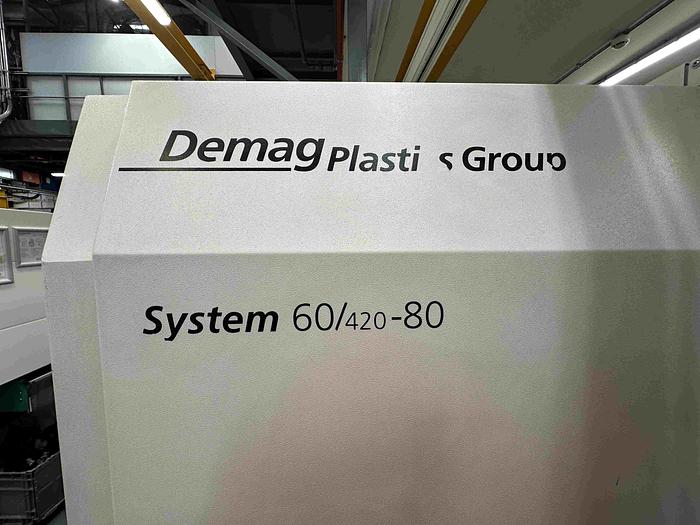 Demag Plasti s Group
System 60/420-80